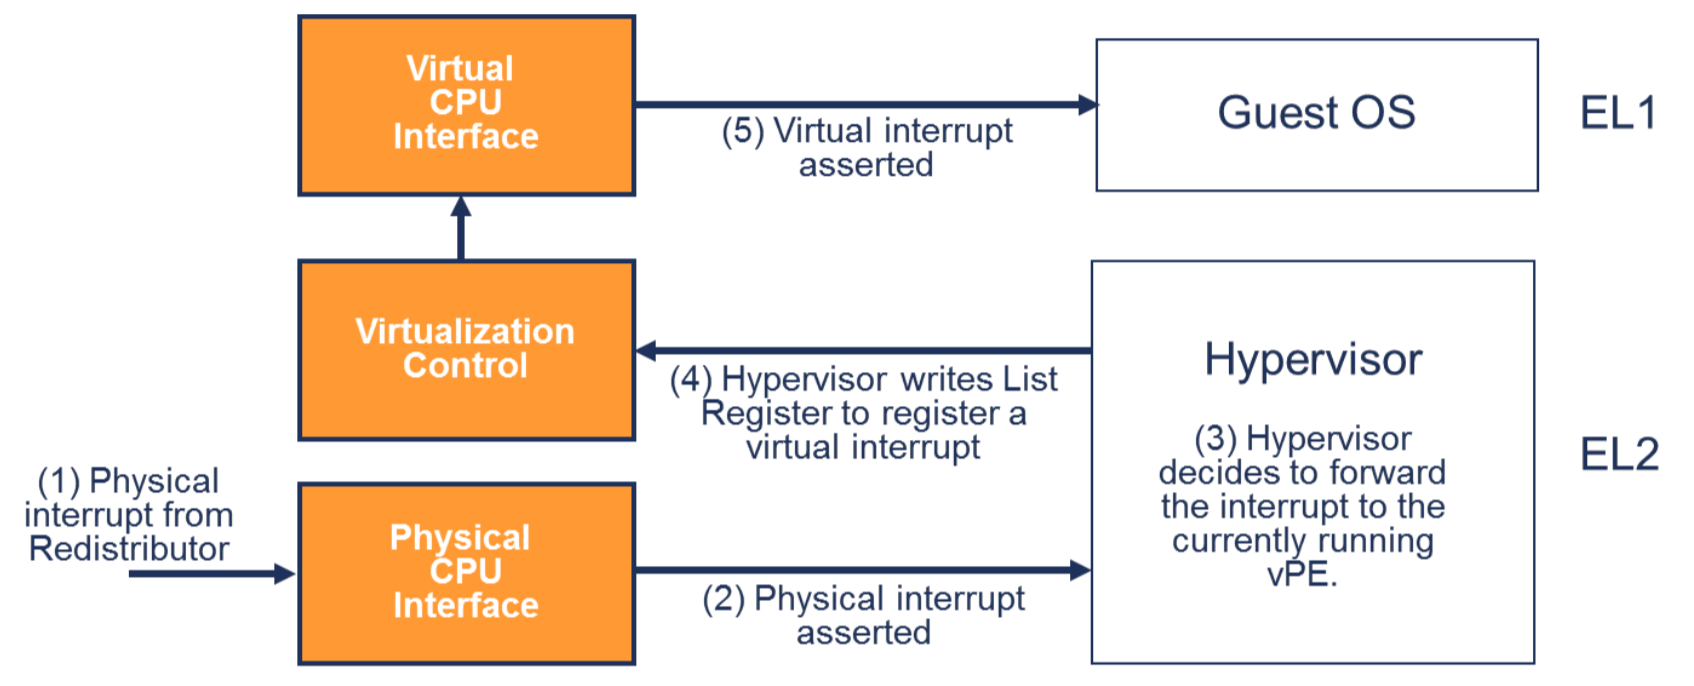 Virtual
CPU
Interface
(5) Virtual interrupt
asserted
Guest OS
EL1
Virtualization
Control
(4) Hypervisor writes List
Register to register a
virtual interrupt
Hypervisor
(3) Hypervisor
decides to forward
the interrupt to the
currently running
vPE.
EL2
(1) Physical
interrupt from
Redistributor
Physical
CPU
Interface
(2) Physical interrupt
asserted